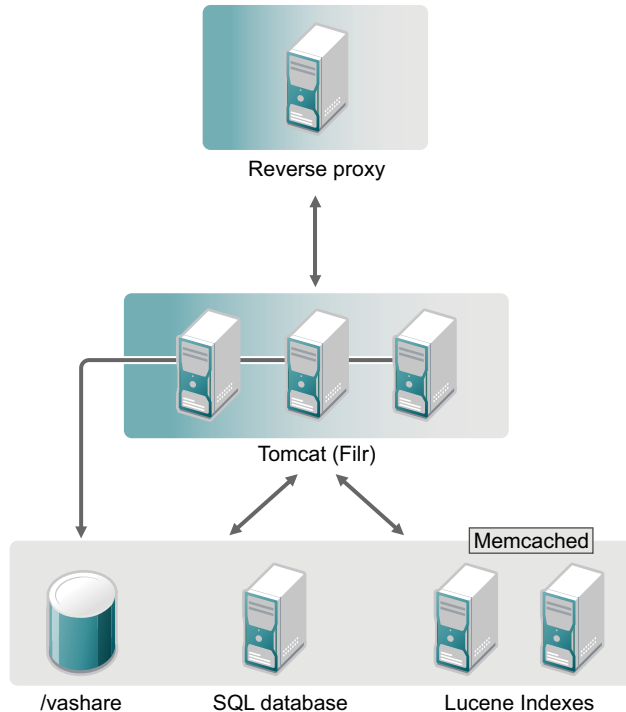 Reverse proxy
Tomcat (Filr)
Memcached
/vashare
SQL database
Lucene Indexes